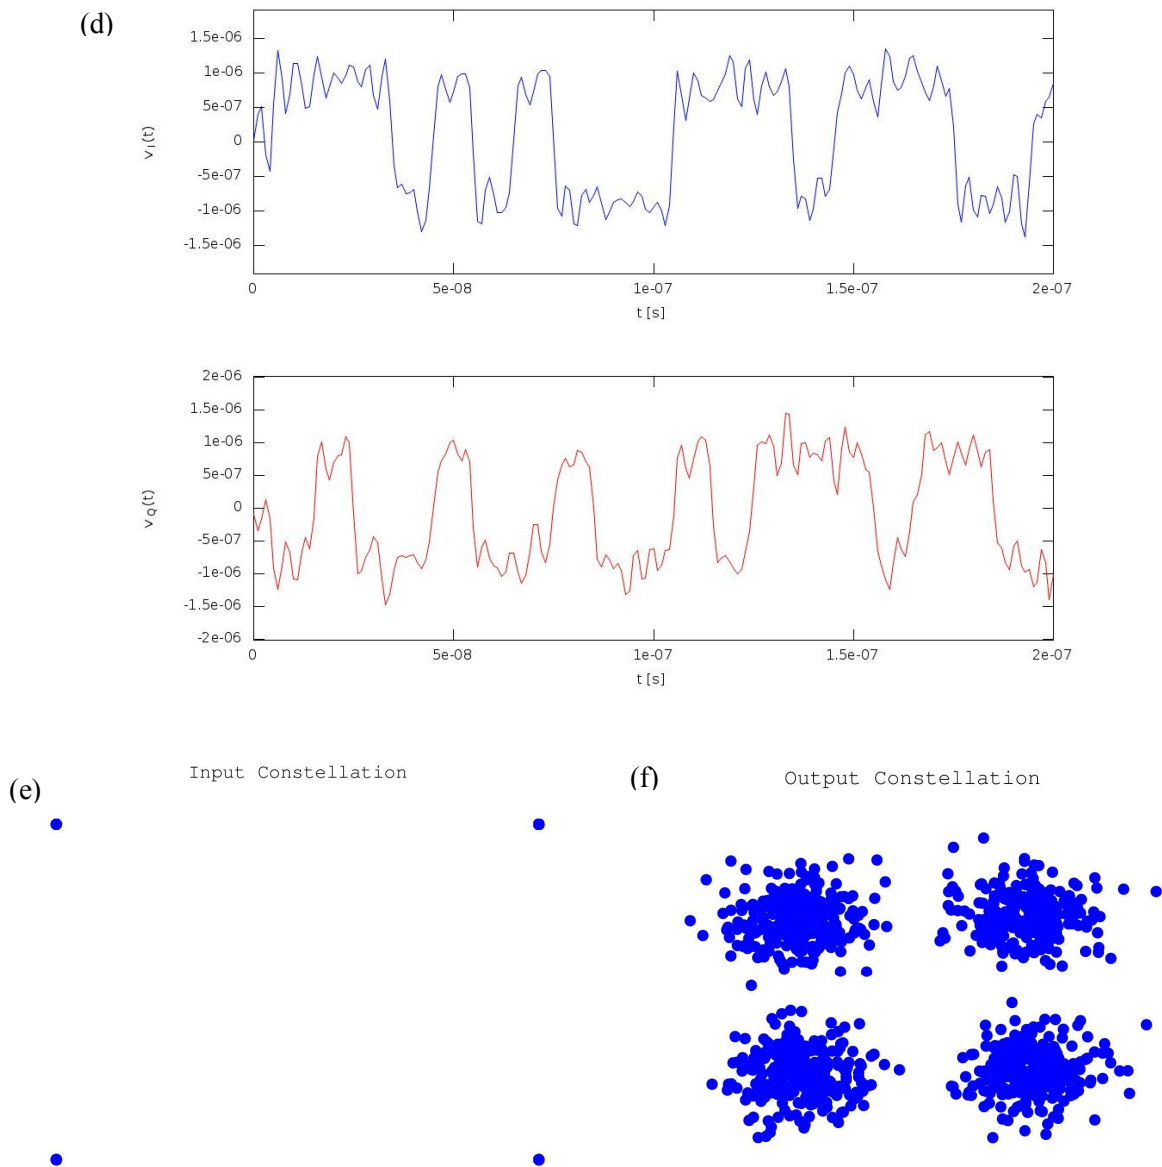 (d)
1.5e-06
1e-06
5e-07
0
-5e-07
-1e-06
-1.5e-06
v_I(t)
0 5e-08 1e-07 1.5e-07 2e-07
t[s]
2e-06
1.5e-06
1e-06
5e-07
0
-5e-07
-1e-06
-1.5e-06
-2e-06
v_Q(t)
0 5e-08 1e-07 1.5e-07 2e-07
t[s]
(e) Input Constellation
(f) Output Constellation